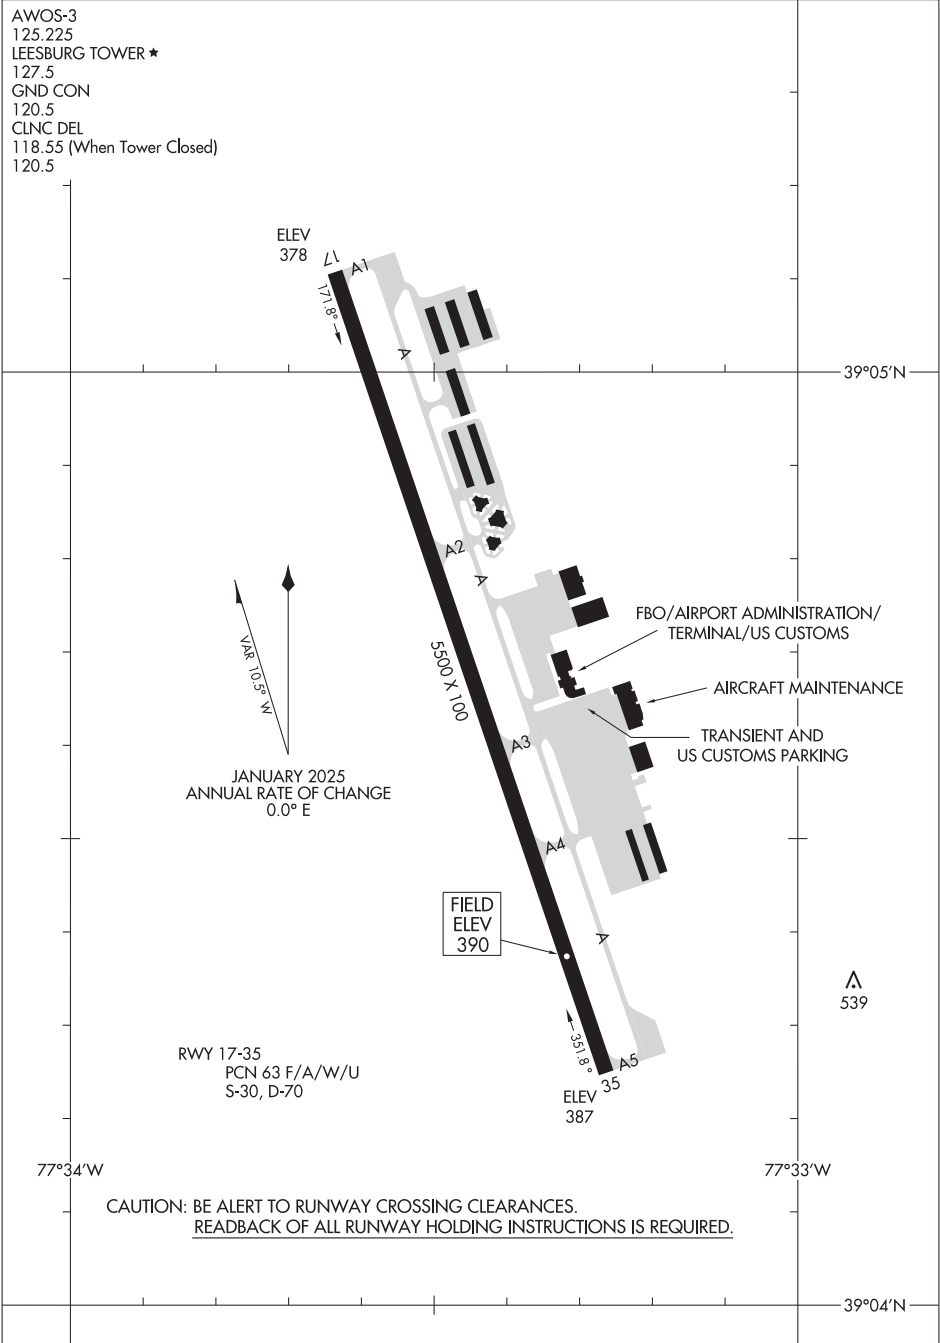 AWOS-3
125.225
LEESBURG TOWER ★
127.5
GND CON
120.5
CLNC DEL
118.55 (When Tower Closed)
120.5
ELEV
378
17
A1
171.8°
A
39°05'N
A2
A
VAR 10.5° W
5500 X 100
FBO/AIRPORT ADMINISTRATION/
TERMINAL/US CUSTOMS
AIRCRAFT MAINTENANCE
TRANSIENT AND
US CUSTOMS PARKING
A3
JANUARY 2025
ANNUAL RATE OF CHANGE
0.0° E
A4
FIELD
ELEV
390
A
539
351.8°
RWY 17-35
PCN 63 F/A/W/U
S-30, D-70
A5
35
ELEV
387
77°34'W
77°33'W
CAUTION: BE ALERT TO RUNWAY CROSSING CLEARANCES.
READBACK OF ALL RUNWAY HOLDING INSTRUCTIONS IS REQUIRED.
39°04'N